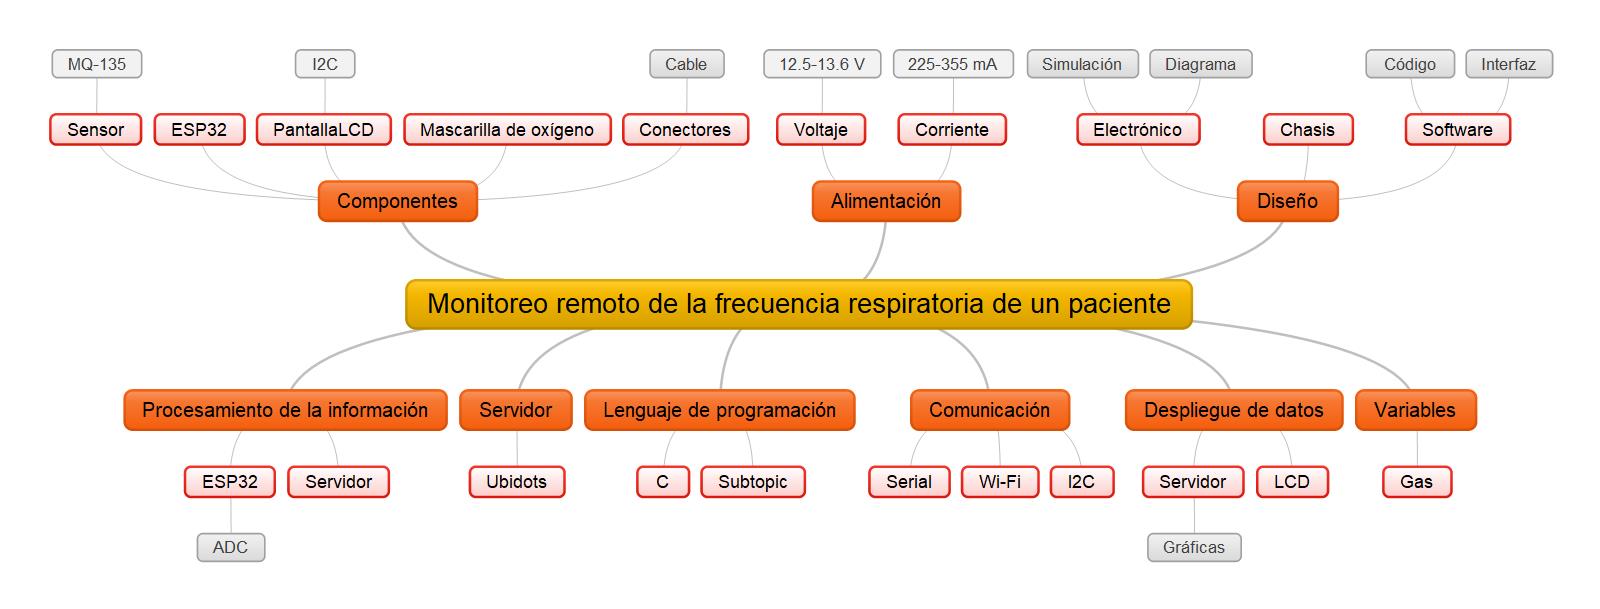 MQ-135
I2C
Cable
12.5-13.6 V
225-355 mA
Simulación
Diagrama
Código
Interfaz
Sensor
ESP32
PantallaLCD
Mascarilla de oxígeno
Conectores
Voltaje
Corriente
Electrónico
Chasis
Software
Componentes
Alimentación
Diseño
Monitoreo remoto de la frecuencia respiratoria de un paciente
Procesamiento de la información
Servidor
Lenguaje de programación
Comunicación
Despliegue de datos
Variables
ESP32
Servidor
Ubidots
C
Subtopic
Serial
Wi-Fi
I2C
Servidor
LCD
Gas
ADC
Gráficas